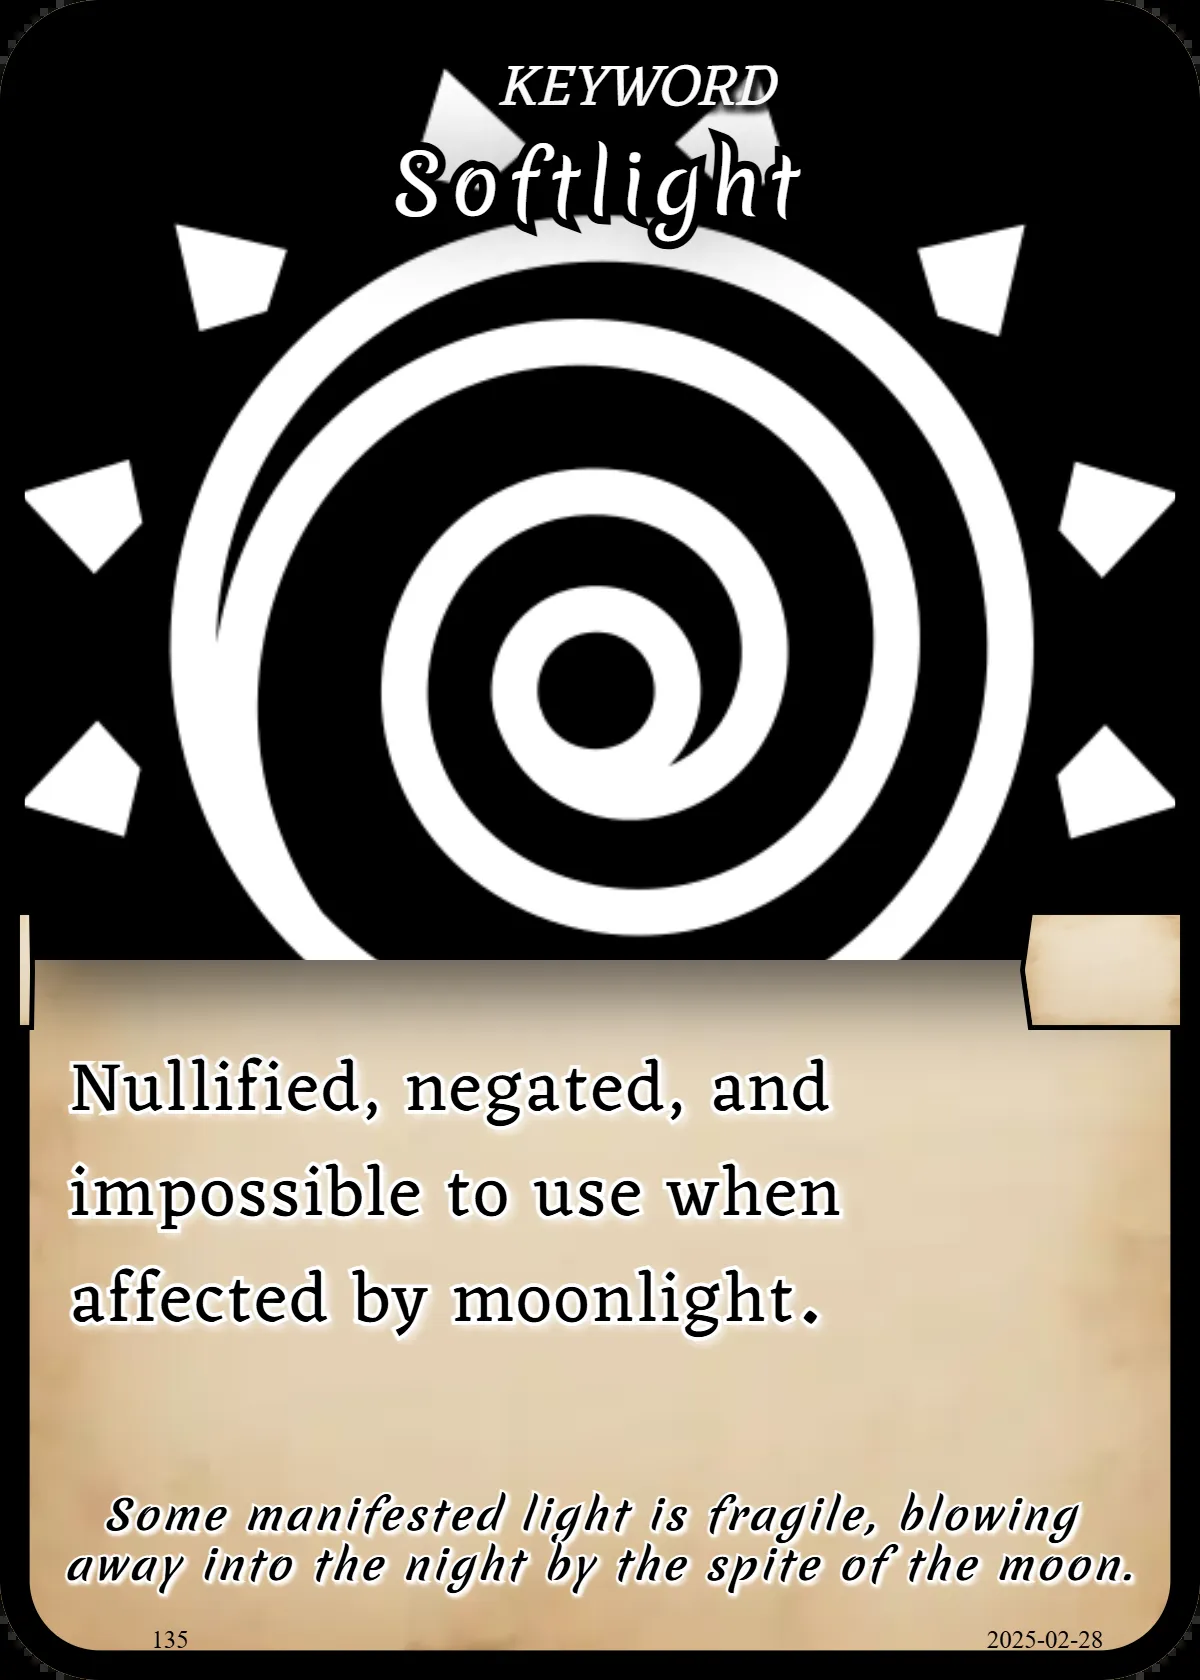 KEYWORD
Softlight
Nullified, negated, and
impossible to use when
affected by moonlight.
Some manifested light is fragile, blowing
away into the night by the spite of the moon.
135
2025-02-28